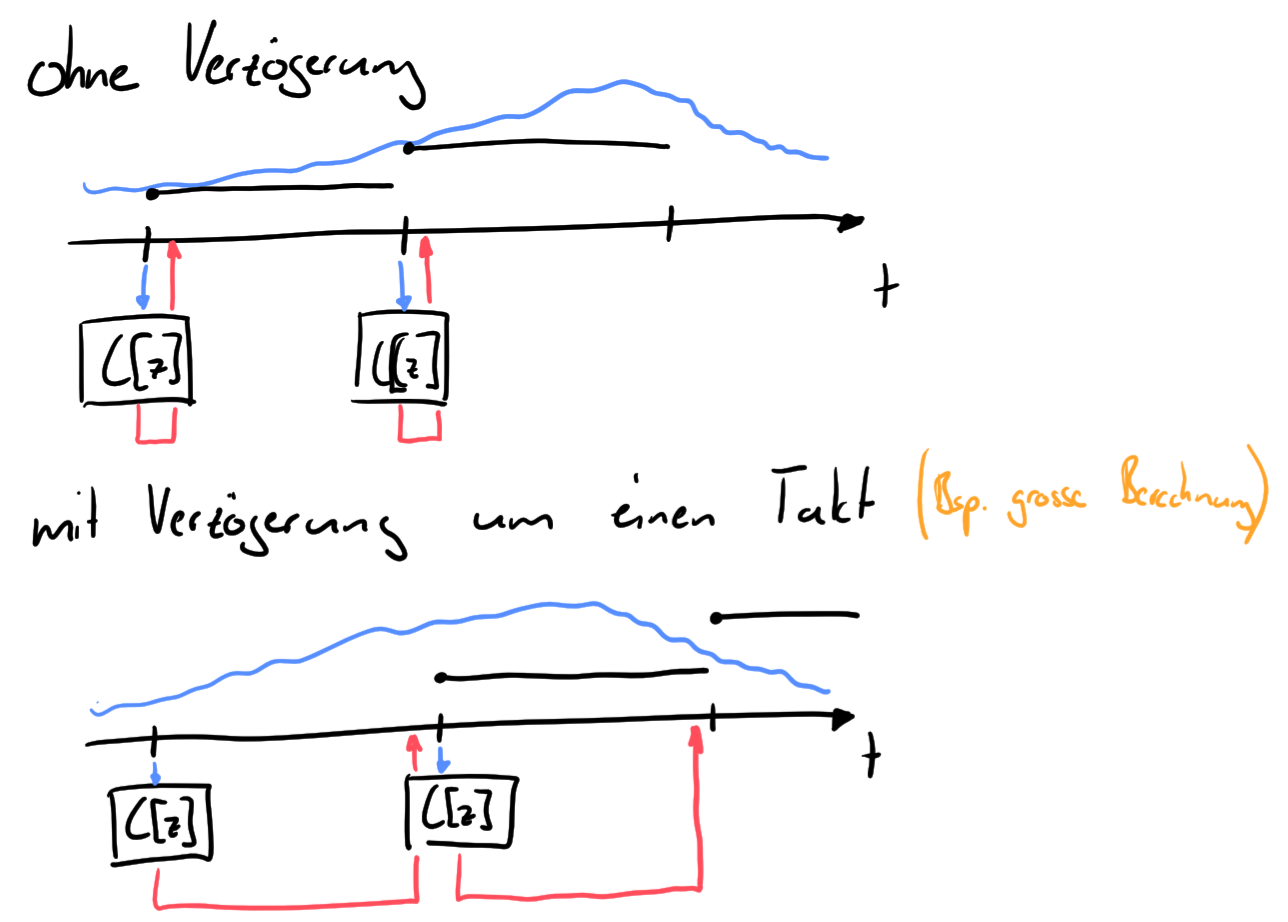 ohne Verzögerung
t
C[z] C[z]
mit Verzögerung um einen Takt (Bsp. grosse Berechnung)
t
C[z] C[z]